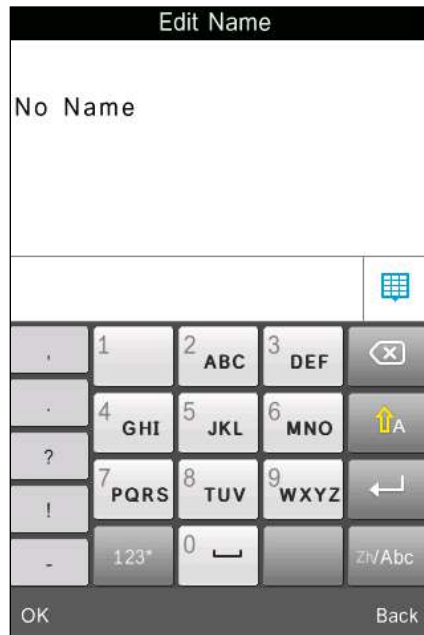 Edit Name
No Name
, 1 2 ABC 3 DEF
. 4 GHI 5 JKL 6 MNO A
? 7 PQRS 8 TUV 9 WXYZ
!
- 123* 0 Zh/Abc
OK Back